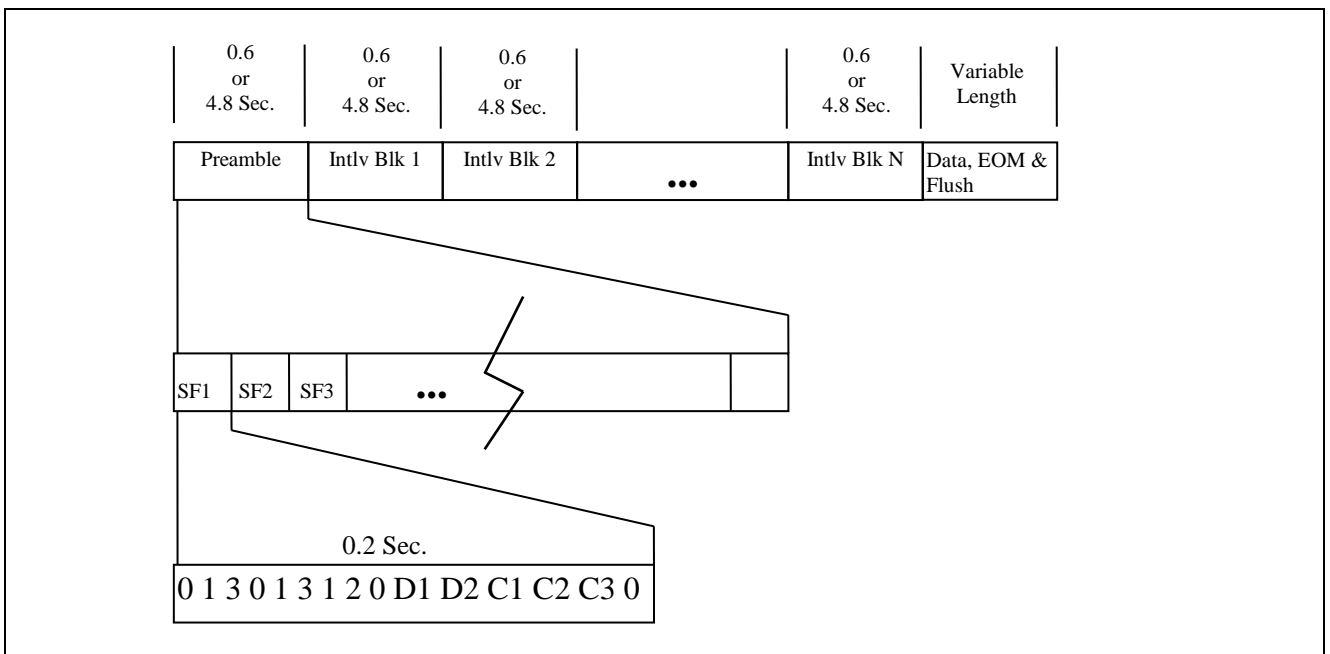 0.6
or
4.8 Sec.
0.6
or
4.8 Sec.
0.6
or
4.8 Sec.
0.6
or
4.8 Sec.
Variable
Length
Preamble
Intlv Blk 1
Intlv Blk 2
•••
Intlv Blk N
Data, EOM &
Flush
SF1
SF2
SF3
•••
0.2 Sec.
0 1 3 0 1 3 1 2 0 D1 D2 C1 C2 C3 0